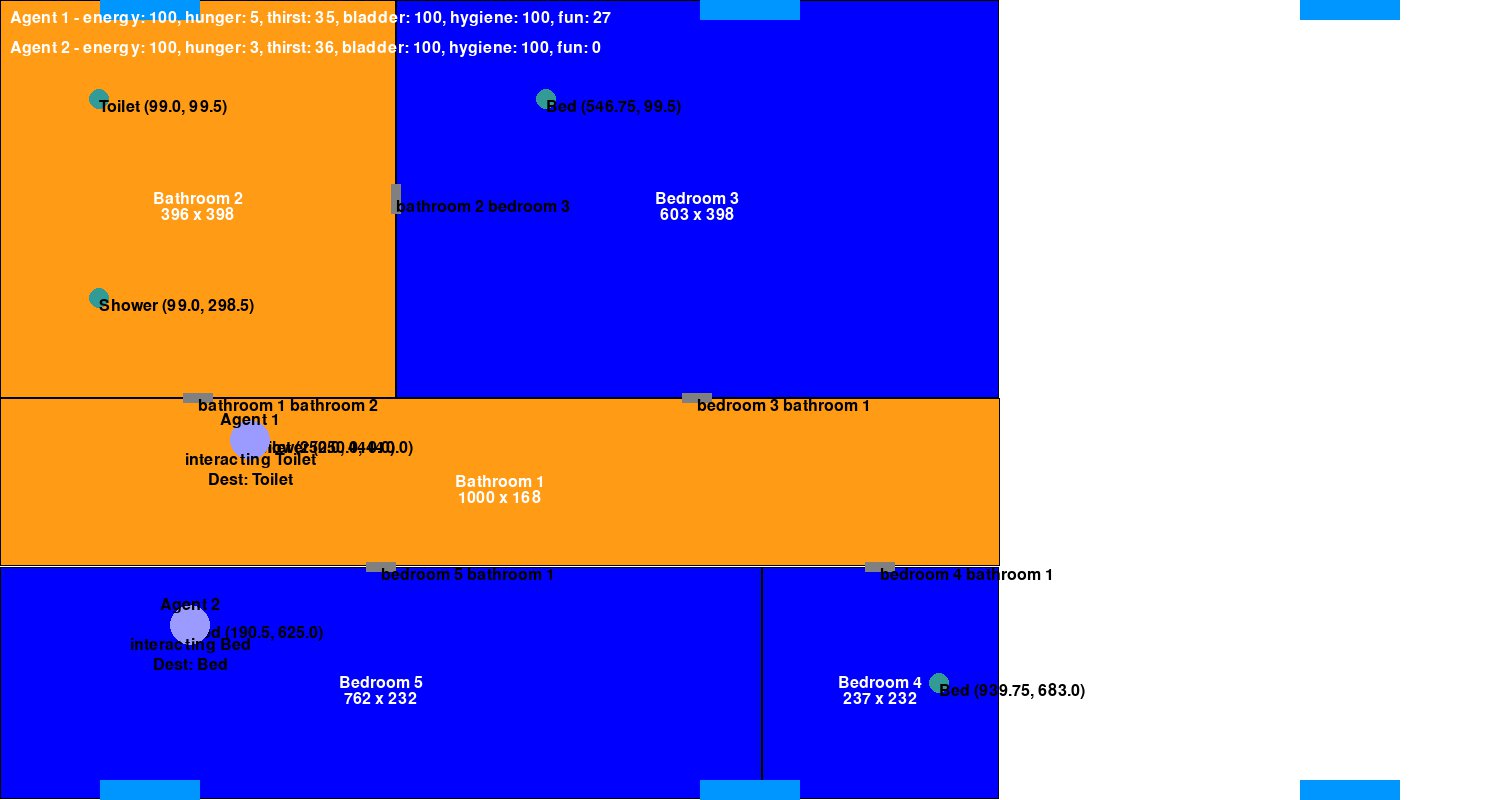 Agent 1 - energy: 100, hunger: 5, thirst: 35, bladder: 100, hygiene: 100, fun: 27
Agent 2 - energy: 100, hunger: 3, thirst: 36, bladder: 100, hygiene: 100, fun: 0
Toilet (99.0, 99.5)
Bed (546.75, 99.5)
Bathroom 2
396 x 398
Bedroom 3
603 x 398
bathroom 2 bedroom 3
Shower (99.0, 298.5)
bathroom 1 bathroom 2
bedroom 3 bathroom 1
Agent 1
interacting Toilet
Dest: Toilet
Bathroom 1
1000 x 168
bedroom 5 bathroom 1
bedroom 4 bathroom 1
Agent 2
(190.5, 625.0)
interacting Bed
Dest: Bed
Bedroom 5
762 x 232
Bedroom 4
237 x 232
Bed (939.75, 683.0)